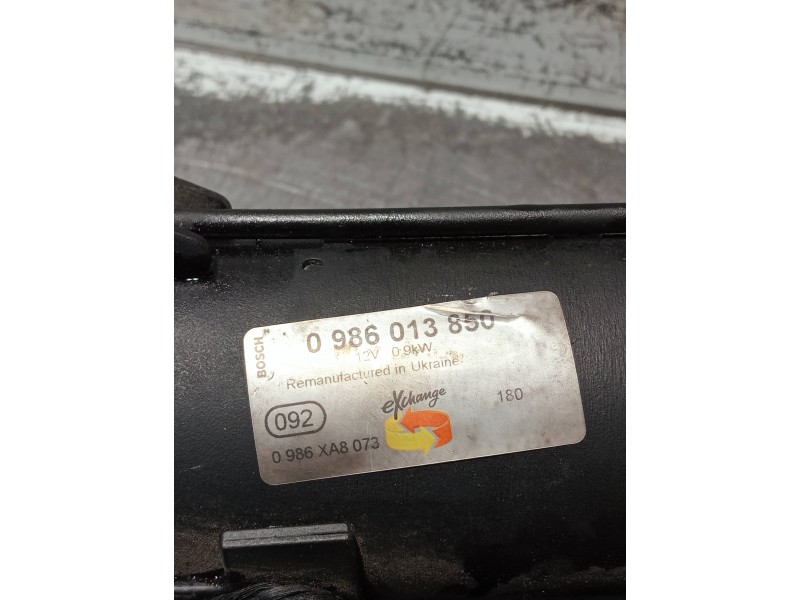 BOSCH
0 986 013 850
12V 0.9kW
Remanufactured in Ukraine
092
eXchange
180
0 986 XA8 073